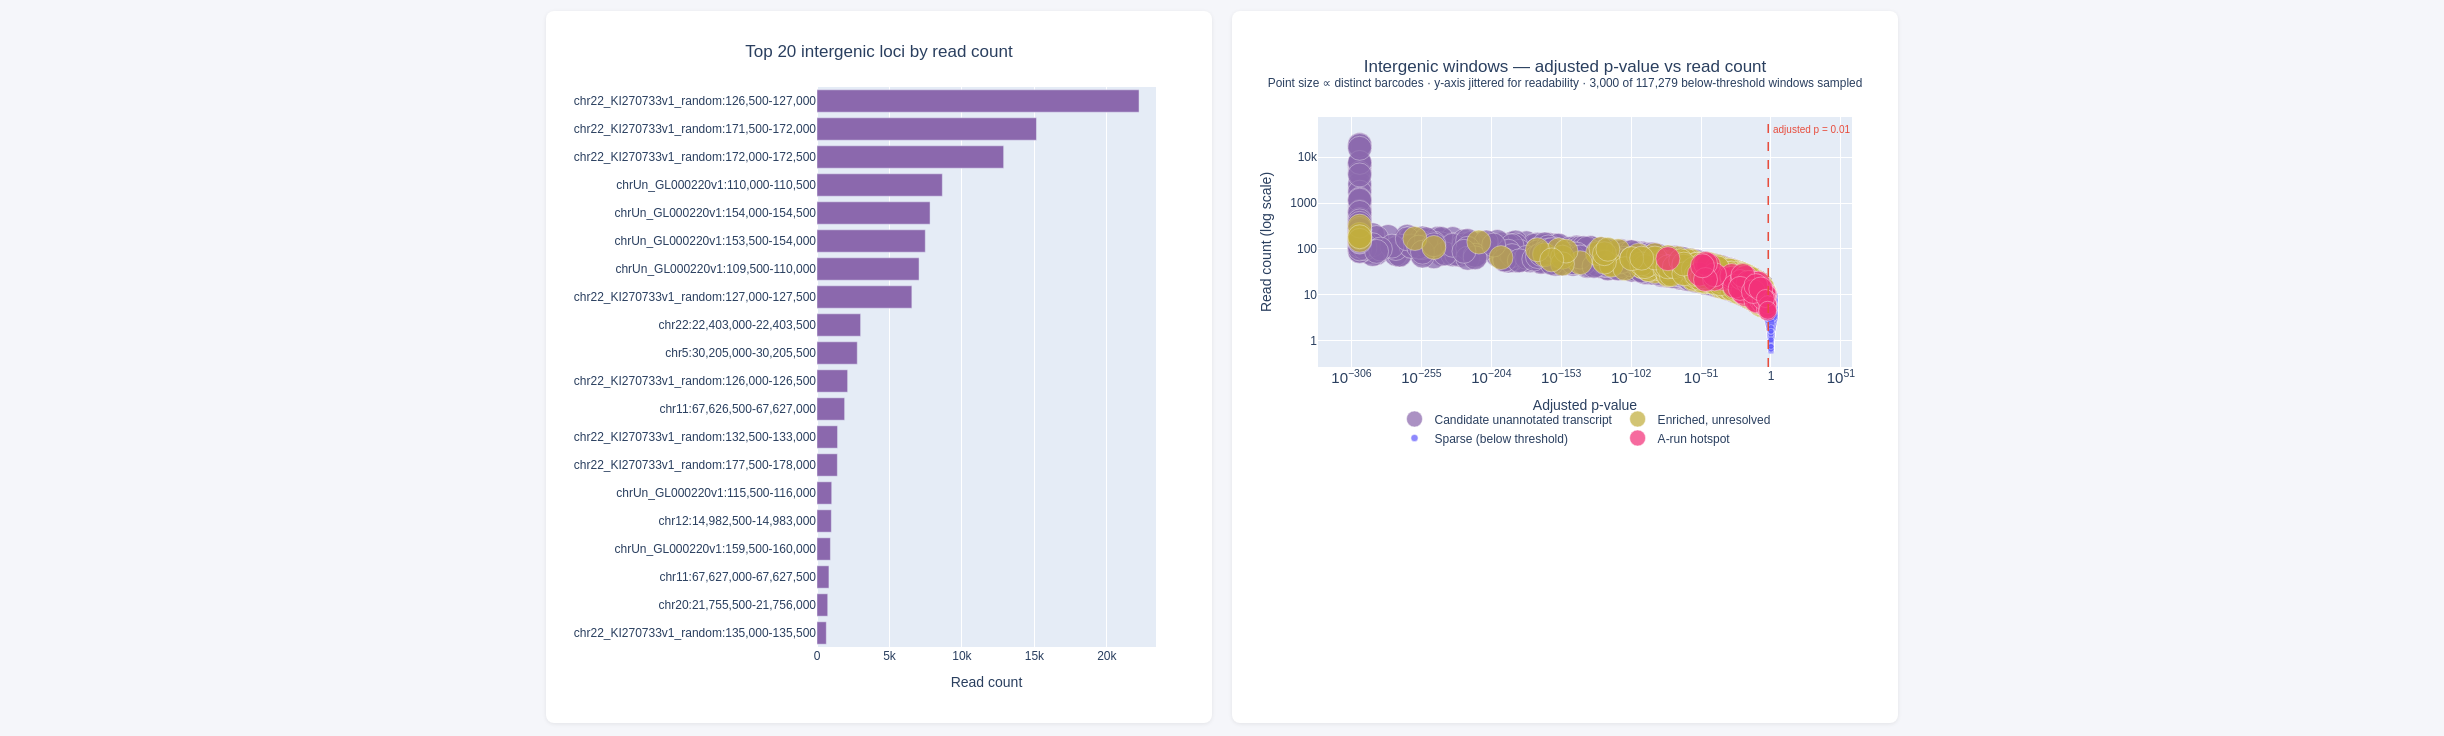 Top 20 intergenic loci by read count
chr22_KI270733v1_random:126,500-127,000
chr22_KI270733v1_random:171,500-172,000
chr22_KI270733v1_random:172,000-172,500
chrUn_GL000220v1:110,000-110,500
chrUn_GL000220v1:154,000-154,500
chrUn_GL000220v1:153,500-154,000
chrUn_GL000220v1:109,500-110,000
chr22_KI270733v1_random:127,000-127,500
chr22:22,403,000-22,403,500
chr5:30,205,000-30,205,500
chr22_KI270733v1_random:126,000-126,500
chr11:67,626,500-67,627,000
chr22_KI270733v1_random:132,500-133,000
chr22_KI270733v1_random:177,500-178,000
chrUn_GL000220v1:115,500-116,000
chr12:14,982,500-14,983,000
chrUn_GL000220v1:159,500-160,000
chr11:67,627,000-67,627,500
chr20:21,755,500-21,756,000
chr22_KI270733v1_random:135,000-135,500
0 5k 10k 15k 20k
Read count
Intergenic windows — adjusted p-value vs read count
Point size ∝ distinct barcodes · y-axis jittered for readability · 3,000 of 117,279 below-threshold windows sampled
adjusted p = 0.01
Read count (log scale)
10k
1000
100
10
1
10−306 10−255 10−204 10−153 10−102 10−51 1 1051
Adjusted p-value
Candidate unannotated transcript Enriched, unresolved
Sparse (below threshold) A-run hotspot